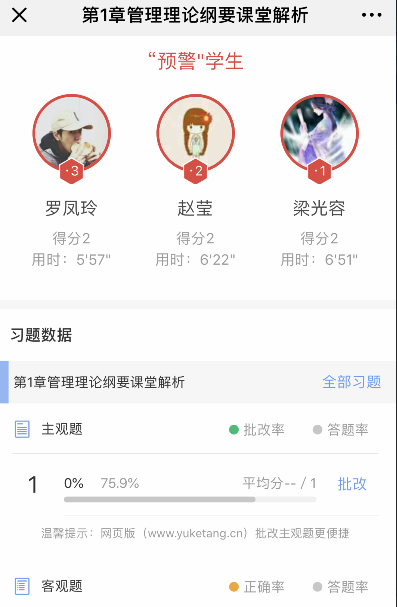 第1章管理理论纲要课堂解析
“预警"学生
·3
·2
·1
罗凤玲
赵莹
梁光容
得分2
得分2
得分2
用时：5'57"
用时：6'22"
用时：6'51"
习题数据
第1章管理理论纲要课堂解析
全部习题
主观题
批改率
答题率
1
0%
75.9%
平均分-- / 1
批改
温馨提示：网页版（www.yuketang.cn）批改主观题更便捷
客观题
正确率
答题率